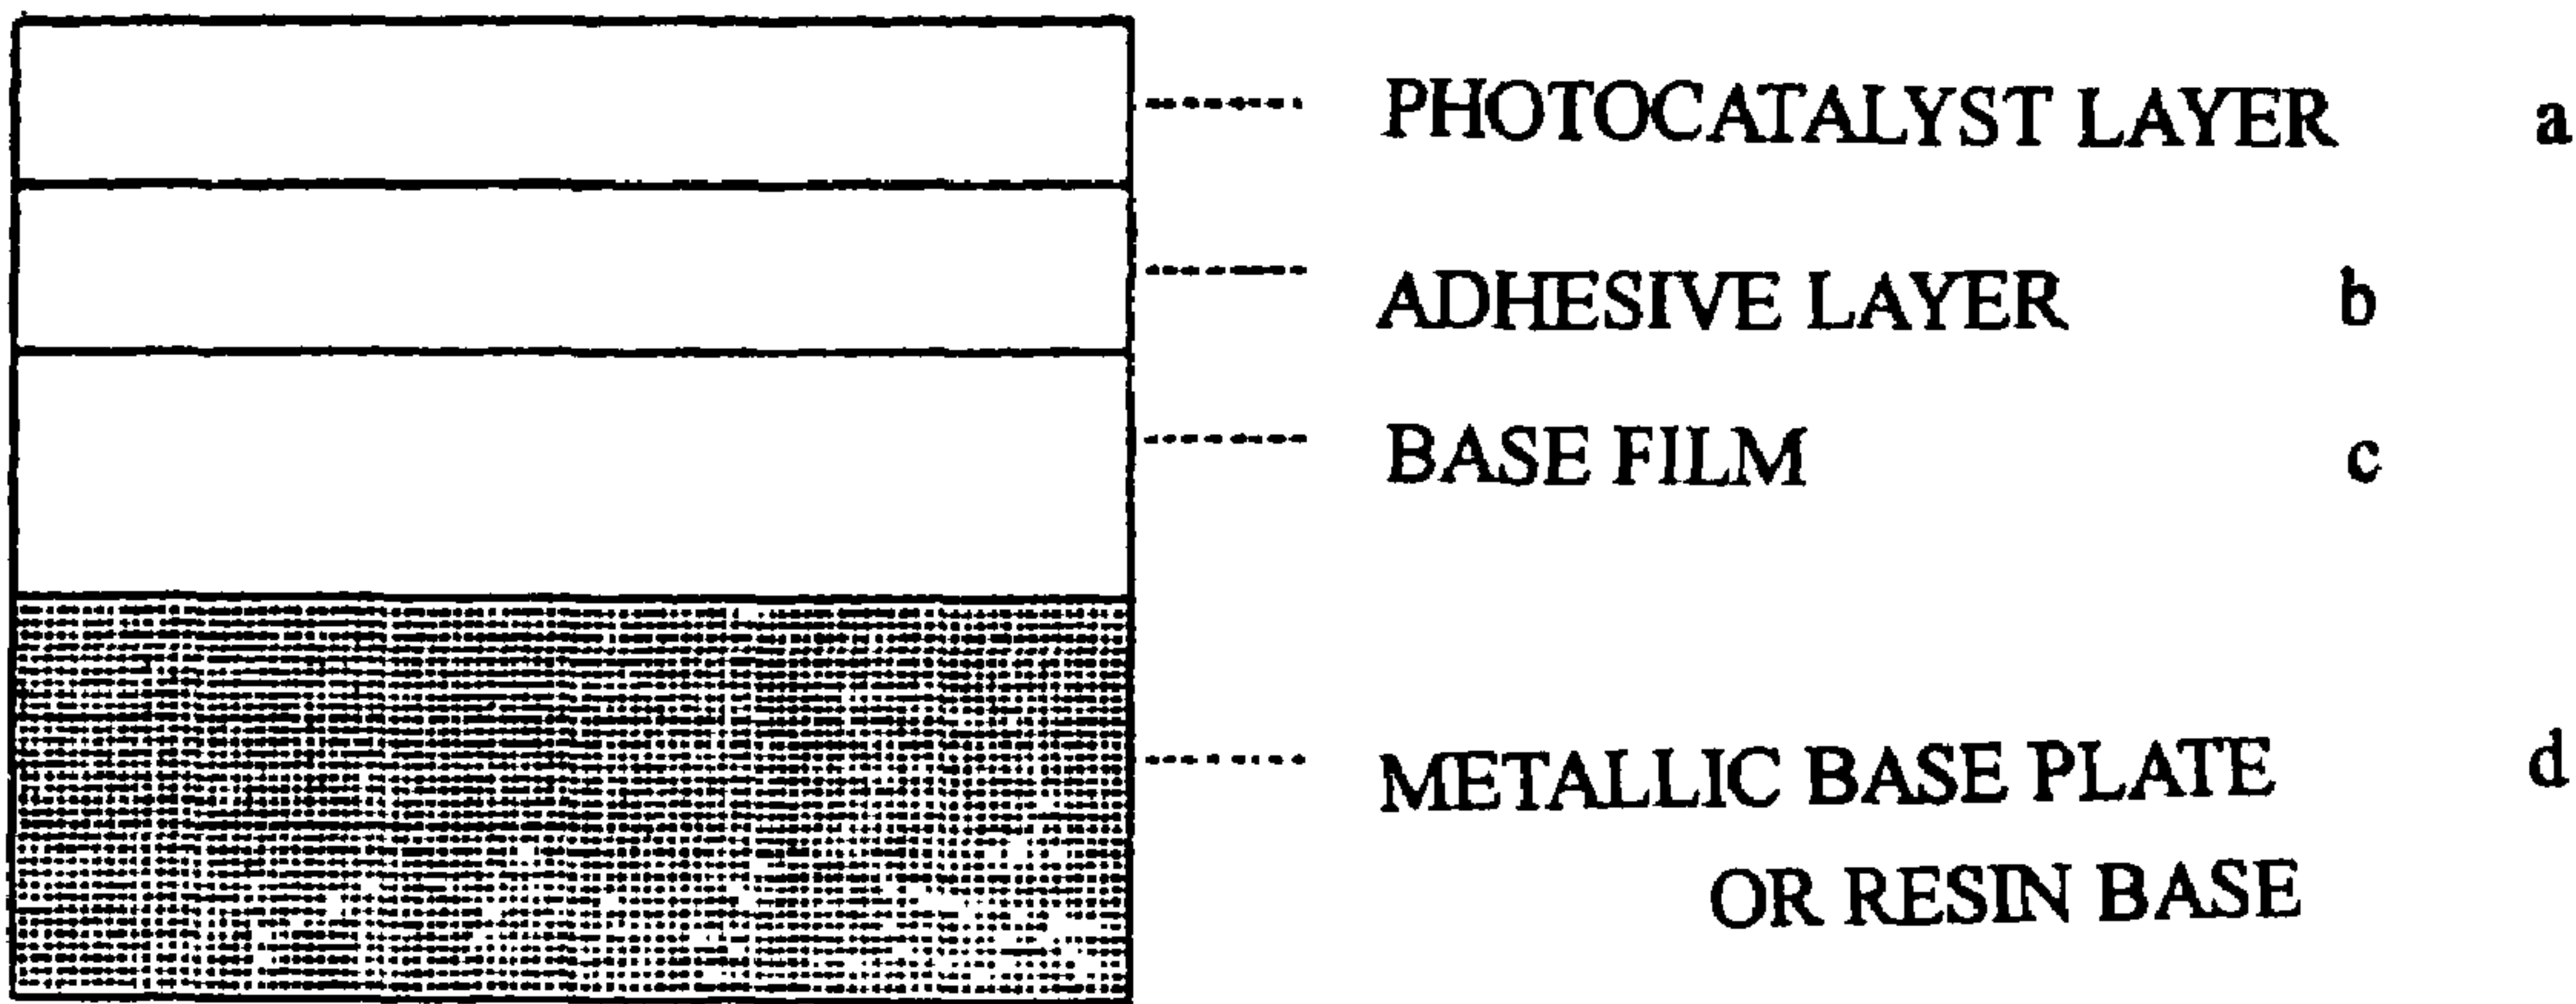 PHOTOCATALYST LAYER a
ADHESIVE LAYER b
BASE FILM c
METALLIC BASE PLATE d
OR RESIN BASE